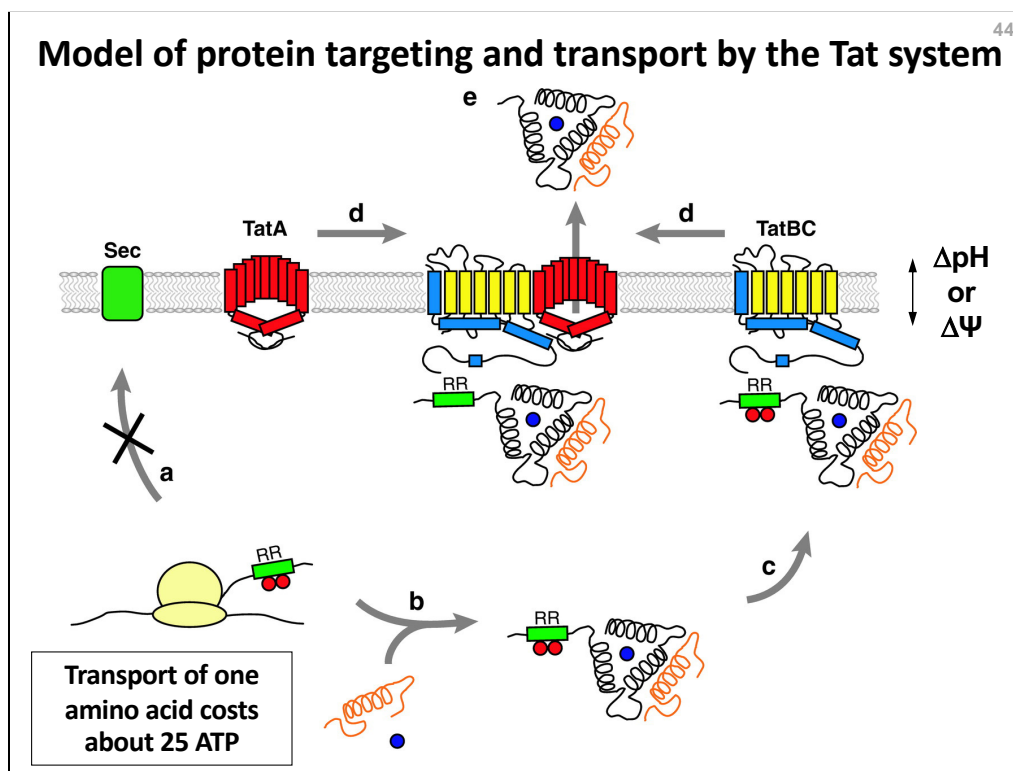 44
Model of protein targeting and transport by the Tat system
e
d
d
TatA
TatBC
Sec
ΔpH
or
ΔΨ
RR
RR
a
c
RR
b
RR
Transport of one
amino acid costs
about 25 ATP